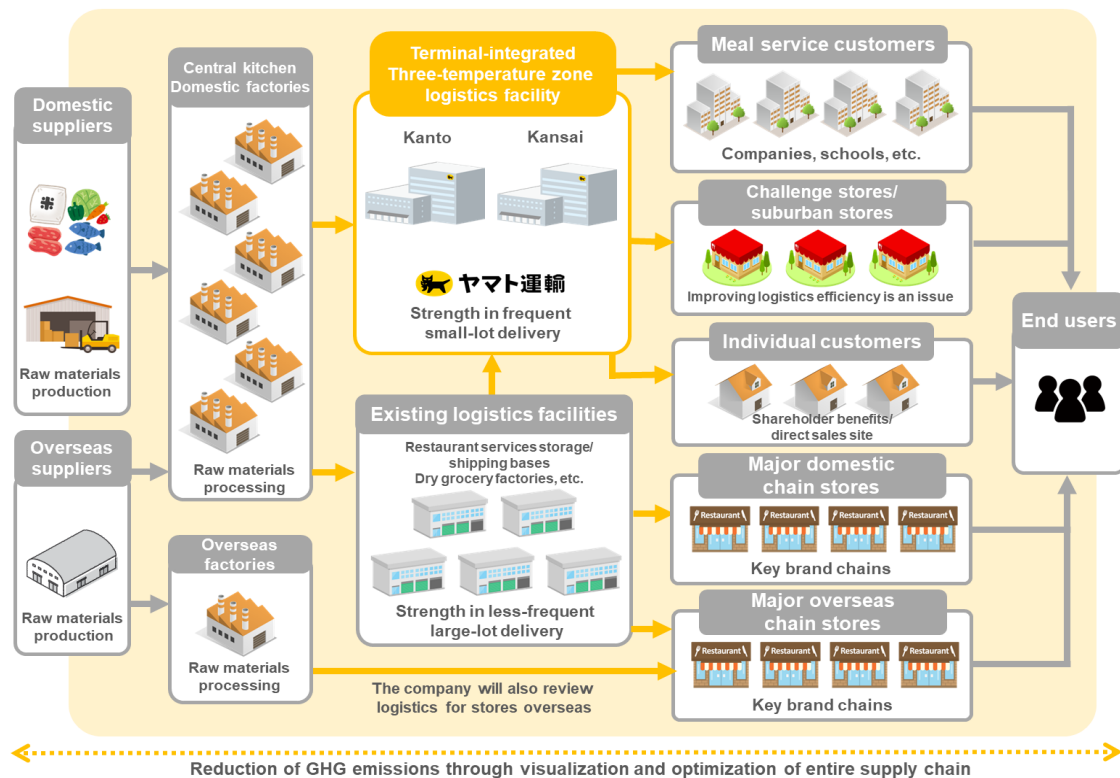 Domestic
suppliers
Raw materials
production
Overseas
suppliers
Raw materials
production
Central kitchen
Domestic factories
Raw materials
processing
Overseas
factories
Raw materials
processing
Terminal-integrated
Three-temperature zone
logistics facility
Kanto
Kansai
ヤマト運輸
Strength in frequent
small-lot delivery
Existing logistics facilities
Restaurant services storage/
shipping bases
Dry grocery factories, etc.
Strength in less-frequent
large-lot delivery
The company will also review
logistics for stores overseas
Meal service customers
Companies, schools, etc.
Challenge stores/
suburban stores
Improving logistics efficiency is an issue
Individual customers
Shareholder benefits/
direct sales site
Major domestic
chain stores
Restaurant
Restaurant
Restaurant
Restaurant
Key brand chains
Major overseas
chain stores
Restaurant
Restaurant
Restaurant
Restaurant
Key brand chains
End users
Reduction of GHG emissions through visualization and optimization of entire supply chain